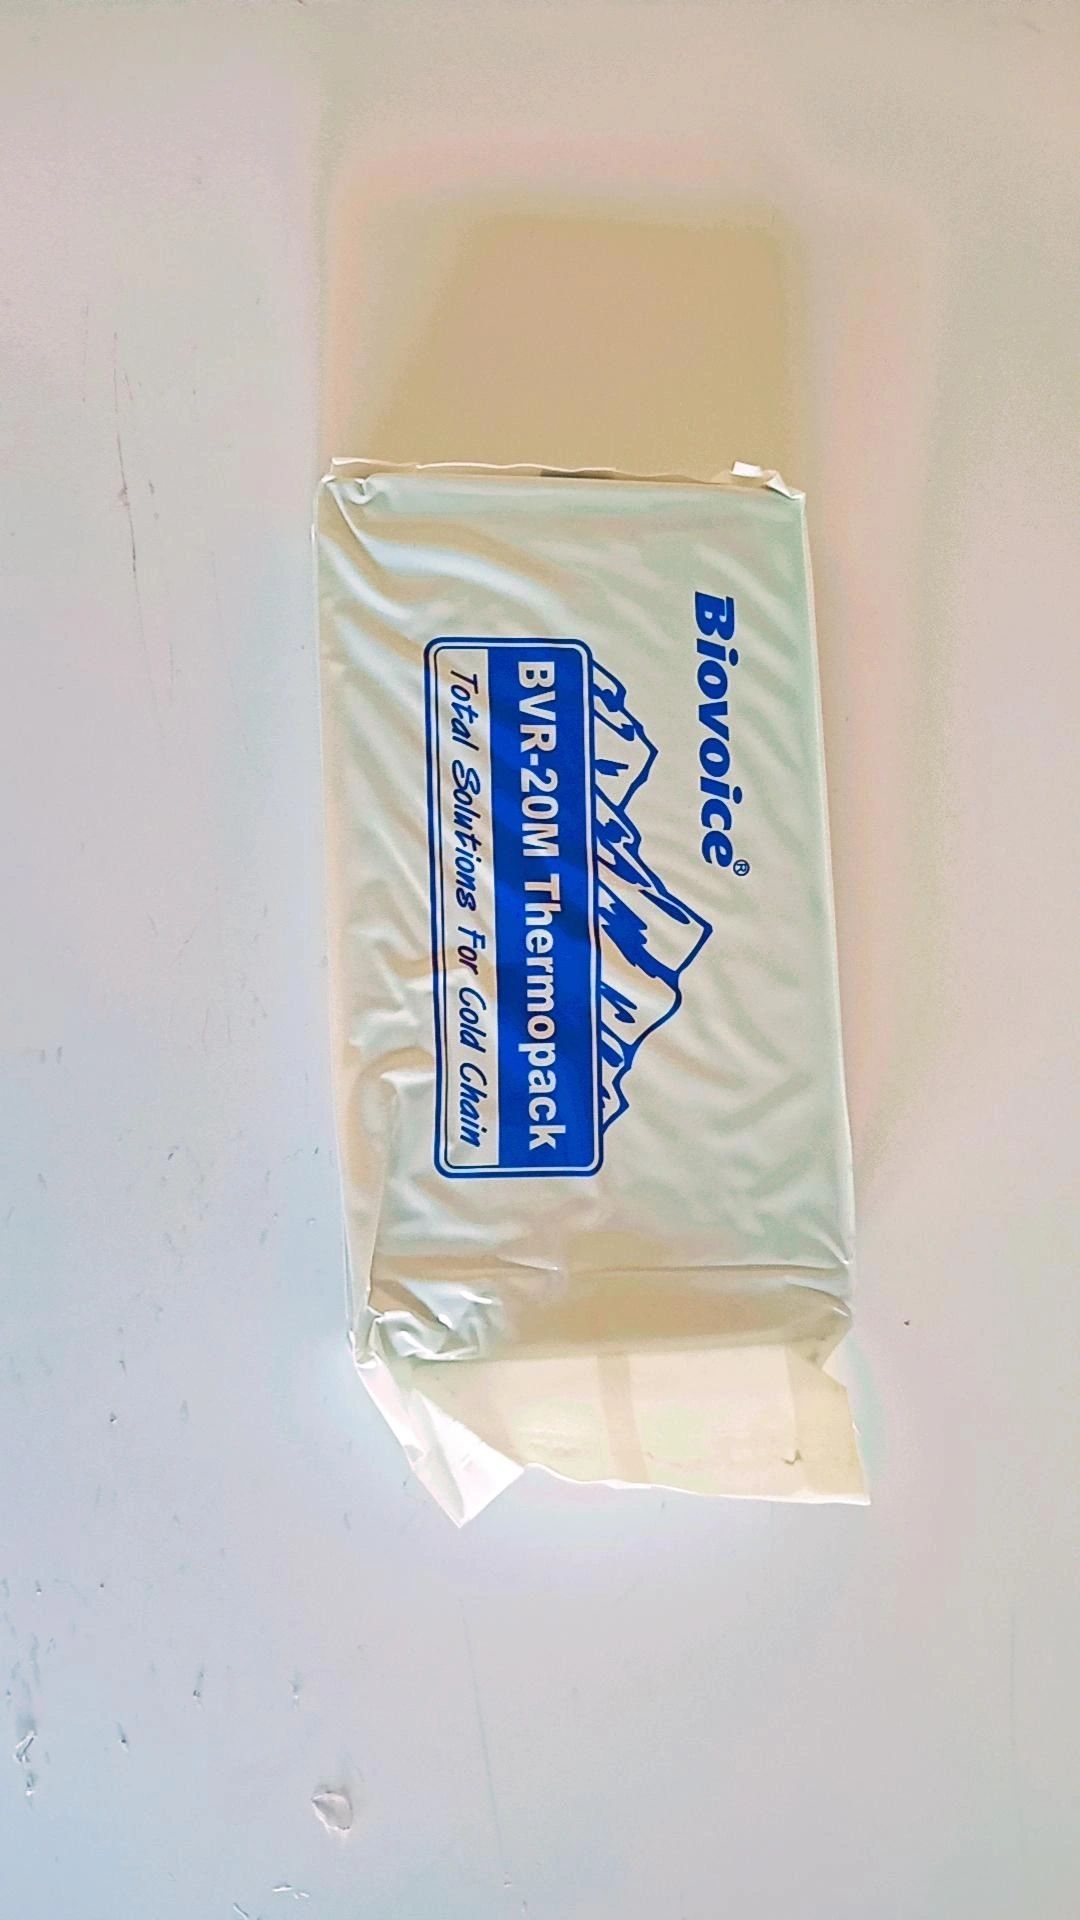 Biovoice®
BVR-20M Thermopack
Total Solutions For Cold Chain